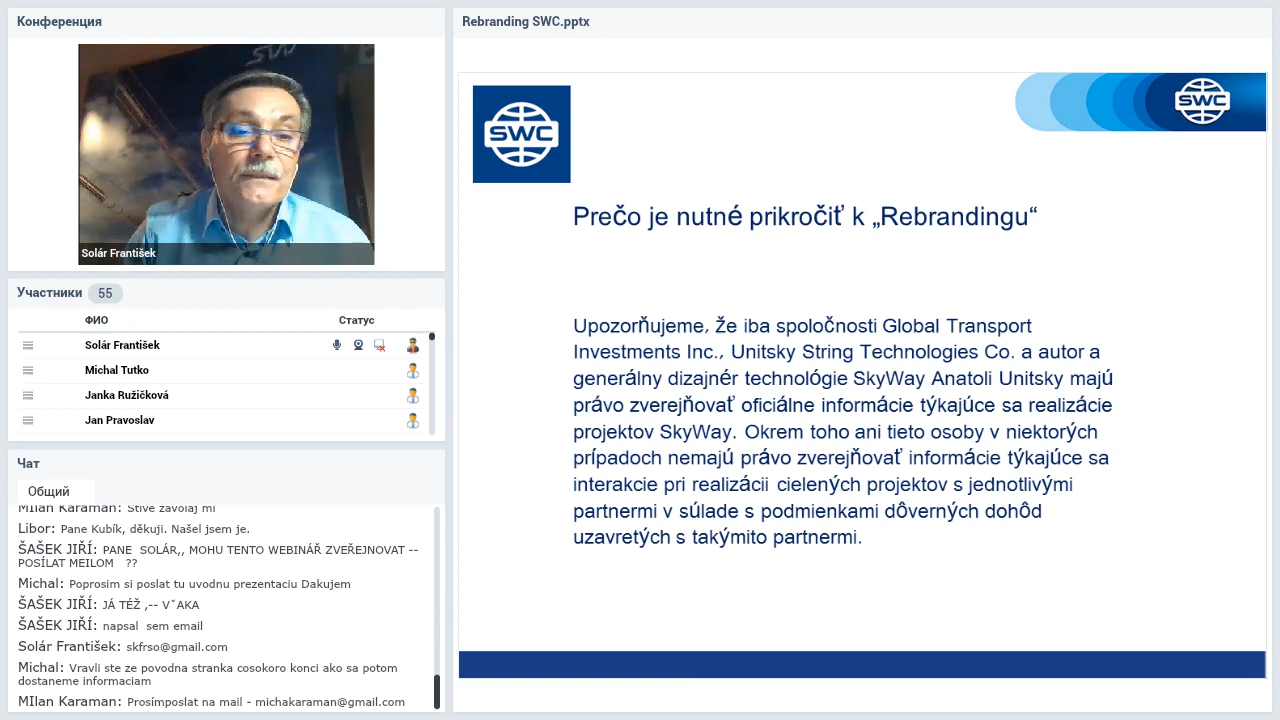 Конференция
SW
Solár František
Участники 55
ФИО Статус
Solár František
Michal Tutko
Janka Ružičková
Jan Pravoslav
Чат
Общий
MIlan Karaman: Stive zavolaj mi
Libor: Pane Kubík, děkuji. Našel jsem je.
ŠAŠEK JIŘÍ: PANE SOLÁR,, MOHU TENTO WEBINÁŘ ZVEŘEJNOVAT --
POSÍLAT MEILOM ??
Michal: Poprosim si poslat tu uvodnu prezentaciu Dakujem
ŠAŠEK JIŘÍ: JÁ TÉŽ ,-- VˇAKA
ŠAŠEK JIŘÍ: napsal sem email
Solár František: skfrso@gmail.com
Michal: Vravli ste ze povodna stranka cosokoro konci ako sa potom
dostaneme informaciam
MIlan Karaman: Prosímposlat na mail - michakaraman@gmail.com
Rebranding SWC.pptx
SWC
SWC
Prečo je nutné prikročiť k „Rebrandingu“
Upozorňujeme, že iba spoločnosti Global Transport
Investments Inc., Unitsky String Technologies Co. a autor a
generálny dizajnér technológie SkyWay Anatoli Unitsky majú
právo zverejňovať oficiálne informácie týkajúce sa realizácie
projektov SkyWay. Okrem toho ani tieto osoby v niektorých
prípadoch nemajú právo zverejňovať informácie týkajúce sa
interakcie pri realizácii cielených projektov s jednotlivými
partnermi v súlade s podmienkami dôverných dohôd
uzavretých s takýmito partnermi.